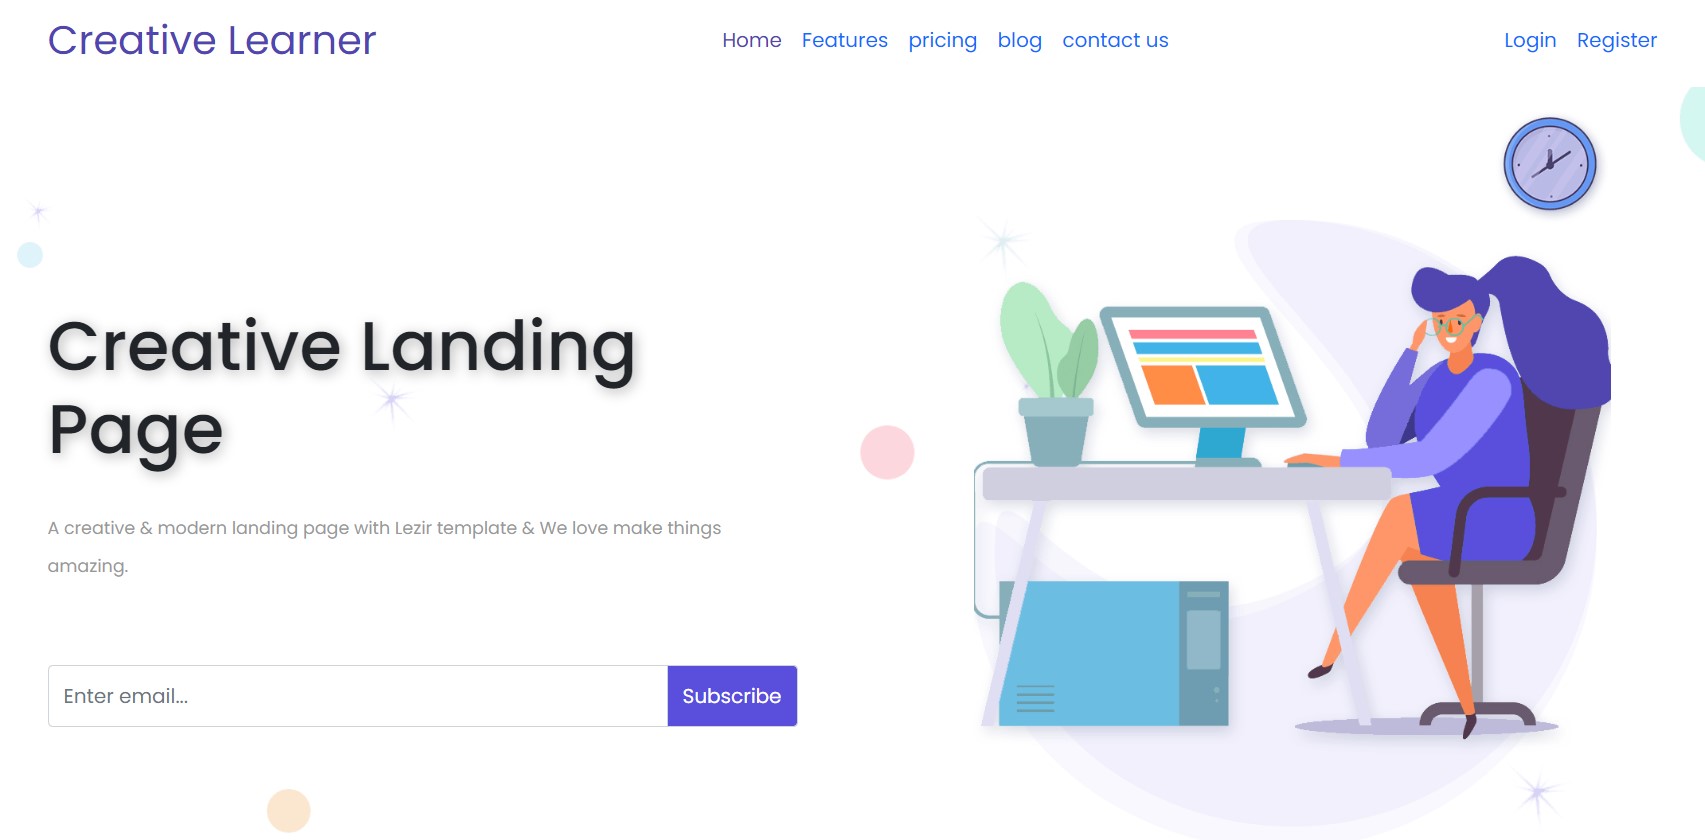 Creative Learner
Home Features pricing blog contact us
Login Register
Creative Landing
Page
A creative & modern landing page with Lezir template & We love make things
amazing.
Enter email...
Subscribe